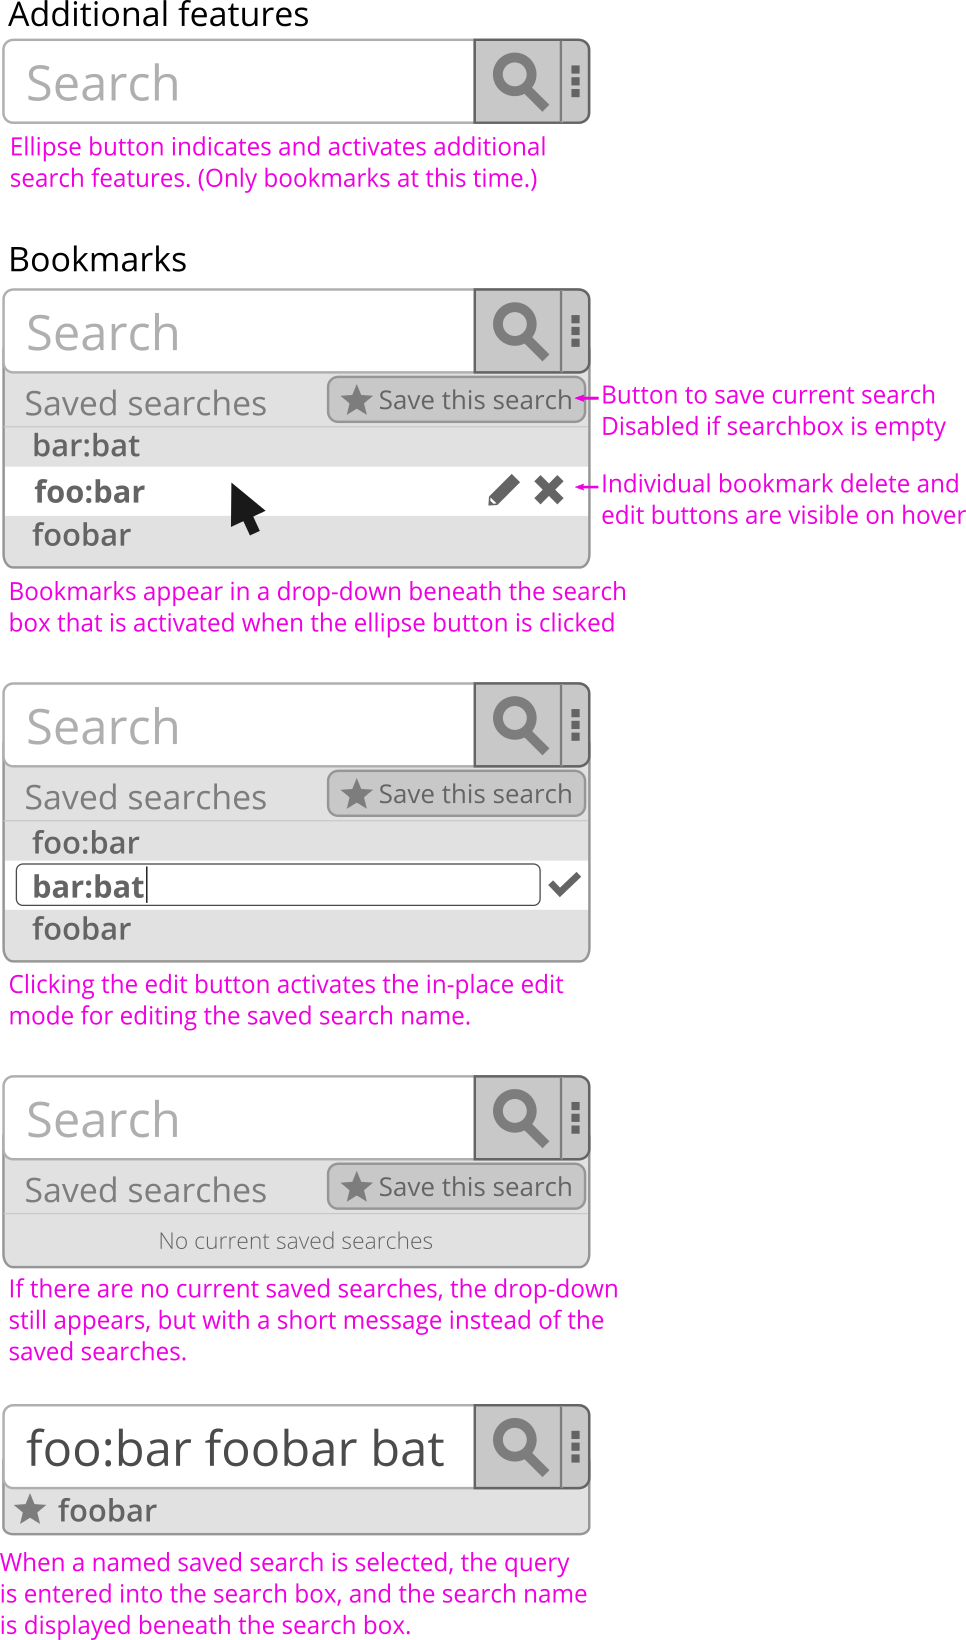 Additional features
Search
Ellipse button indicates and activates additional
search features. (Only bookmarks at this time.)
Bookmarks
Search
Saved searches
Save this search
Button to save current search
Disabled if searchbox is empty
bar:bat
foo:bar
Individual bookmark delete and
edit buttons are visible on hover
foobar
Bookmarks appear in a drop-down beneath the search
box that is activated when the ellipse button is clicked
Search
Saved searches
Save this search
foo:bar
bar:bat
foobar
Clicking the edit button activates the in-place edit
mode for editing the saved search name.
Search
Saved searches
Save this search
No current saved searches
If there are no current saved searches, the drop-down
still appears, but with a short message instead of the
saved searches.
foo:bar foobar bat
foobar
When a named saved search is selected, the query
is entered into the search box, and the search name
is displayed beneath the search box.